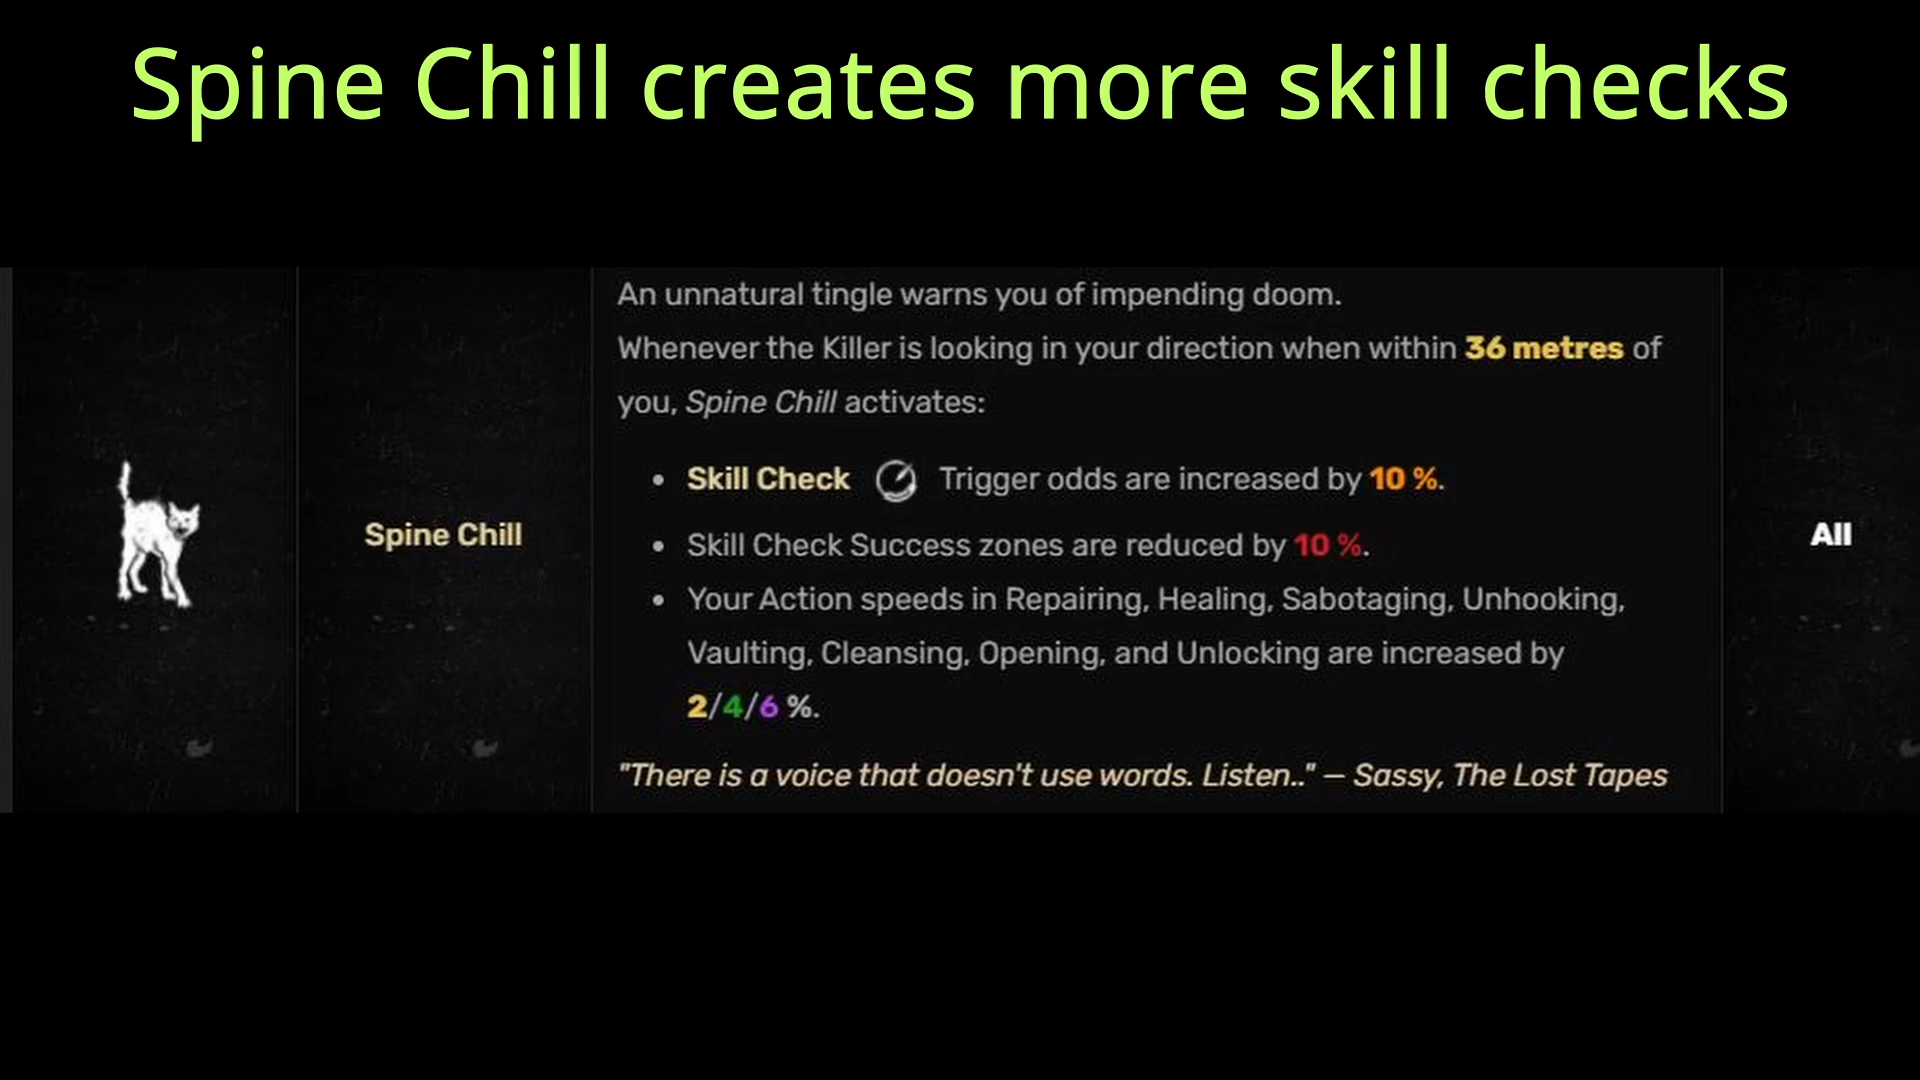 Spine Chill creates more skill checks
An unnatural tingle warns you of impending doom.
Whenever the Killer is looking in your direction when within 36 metres of
you, Spine Chill activates:
• Skill Check Trigger odds are increased by 10 %.
• Skill Check Success zones are reduced by 10 %.
• Your Action speeds in Repairing, Healing, Sabotaging, Unhooking,
Vaulting, Cleansing, Opening, and Unlocking are increased by
2/4/6 %.
"There is a voice that doesn't use words. Listen.." — Sassy, The Lost Tapes
Spine Chill
All